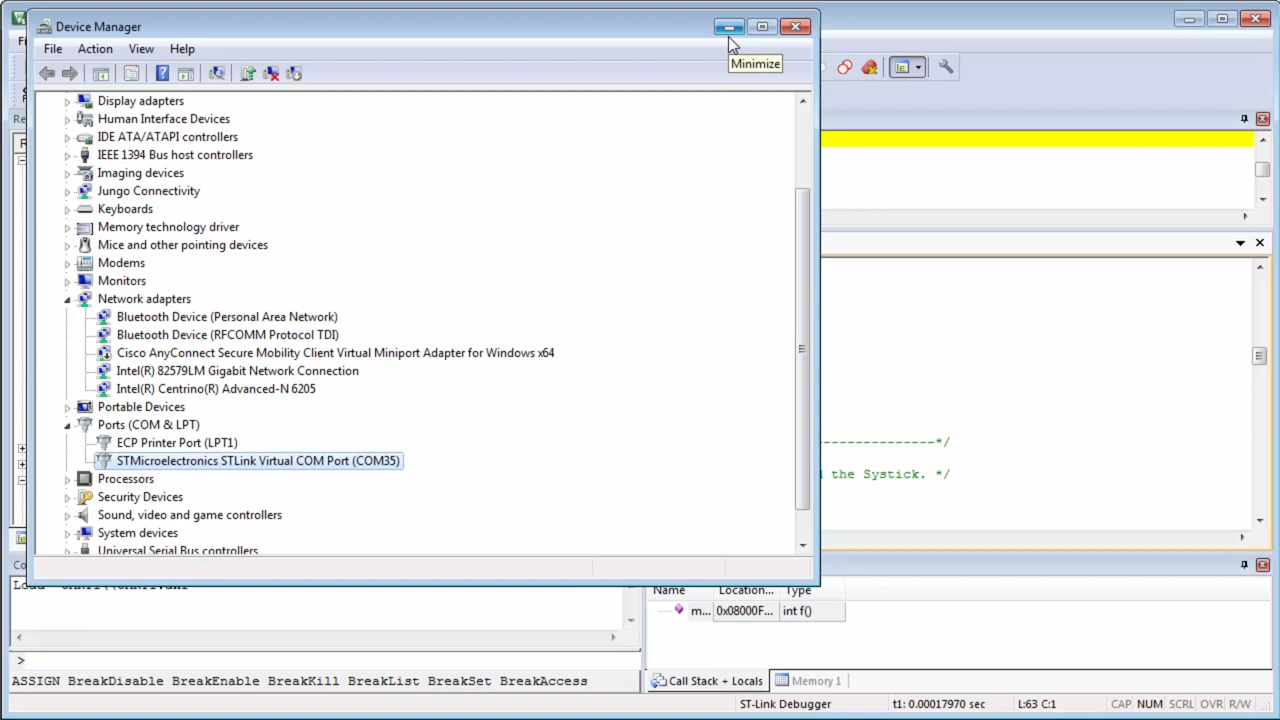 Device Manager
File Action View Help
Minimize
Display adapters
Human Interface Devices
IDE ATA/ATAPI controllers
IEEE 1394 Bus host controllers
Imaging devices
Jungo Connectivity
Keyboards
Memory technology driver
Mice and other pointing devices
Modems
Monitors
Network adapters
Bluetooth Device (Personal Area Network)
Bluetooth Device (RFCOMM Protocol TDI)
Cisco AnyConnect Secure Mobility Client Virtual Miniport Adapter for Windows x64
Intel(R) 82579LM Gigabit Network Connection
Intel(R) Centrino(R) Advanced-N 6205
Portable Devices
Ports (COM & LPT)
ECP Printer Port (LPT1)
STMicroelectronics STLink Virtual COM Port (COM35)
Processors
Security Devices
Sound, video and game controllers
System devices
Universal Serial Bus controllers
--------------*/
the Systick. */
Name Location... Type
m... 0x08000F... int f()
>
ASSIGN BreakDisable BreakEnable BreakKill BreakList BreakSet BreakAccess
Call Stack + Locals Memory 1
ST-Link Debugger t1: 0.00017970 sec L:63 C:1 CAP NUM SCRL OVR R/W